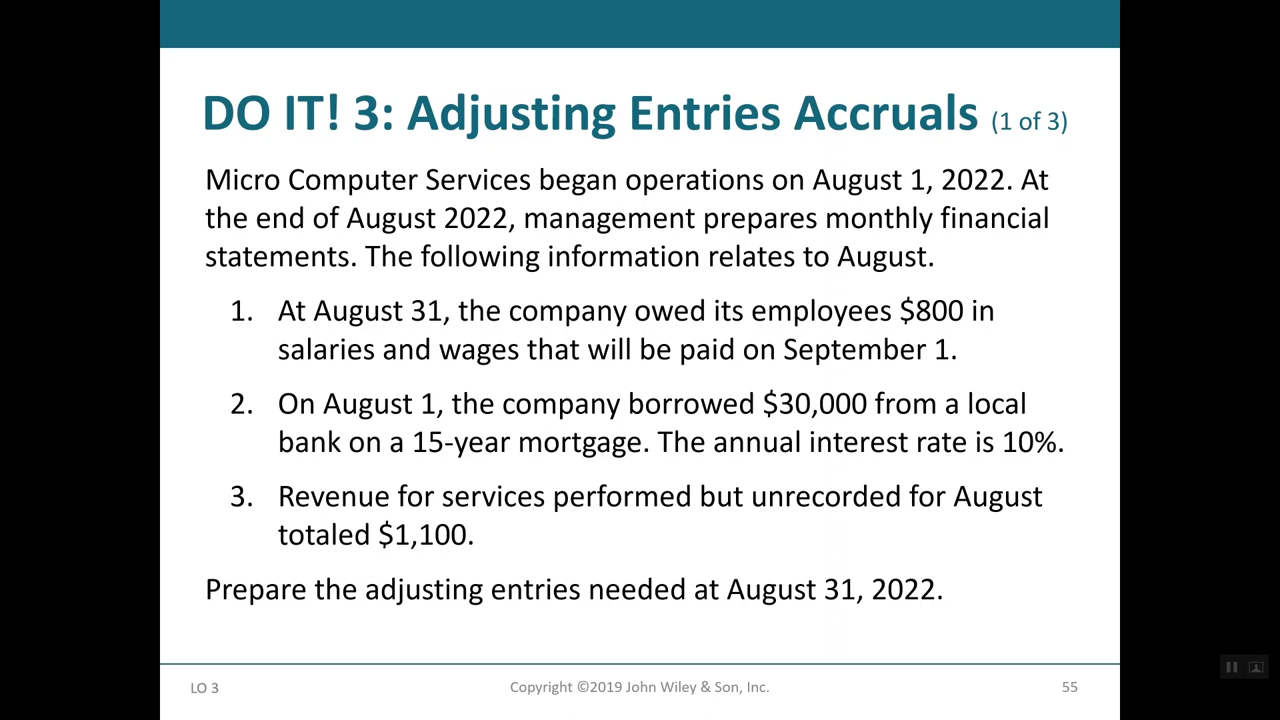 DO IT! 3: Adjusting Entries Accruals (1 of 3)
Micro Computer Services began operations on August 1, 2022. At
the end of August 2022, management prepares monthly financial
statements. The following information relates to August.
1. At August 31, the company owed its employees $800 in
salaries and wages that will be paid on September 1.
2. On August 1, the company borrowed $30,000 from a local
bank on a 15-year mortgage. The annual interest rate is 10%.
3. Revenue for services performed but unrecorded for August
totaled $1,100.
Prepare the adjusting entries needed at August 31, 2022.
LO 3 Copyright ©2019 John Wiley & Son, Inc. 55